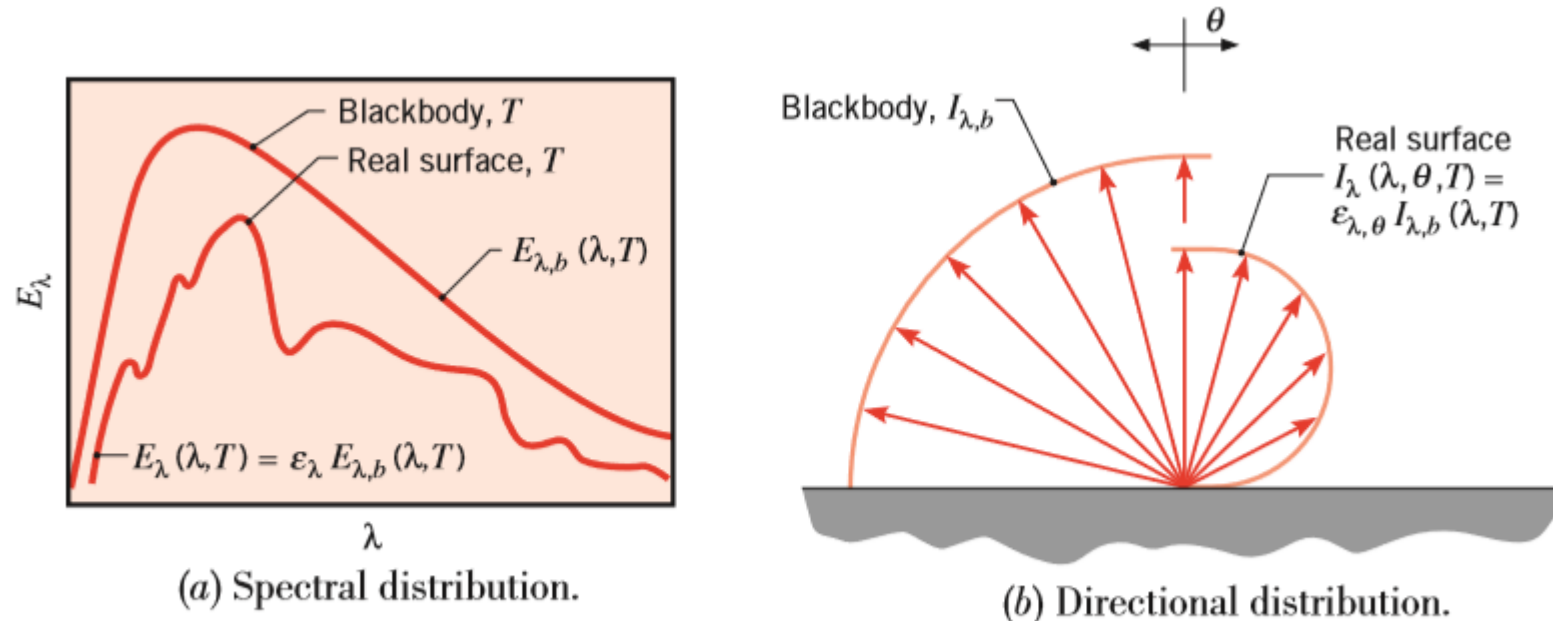 Blackbody, T
Real surface, T
E_λ,b (λ,T)
E_λ (λ,T) = ε_λ E_λ,b (λ,T)
E_λ
λ
(a) Spectral distribution.
θ
Blackbody, I_λ,b
Real surface
I_λ (λ,θ,T) =
ε_λ,θ I_λ,b (λ,T)
(b) Directional distribution.